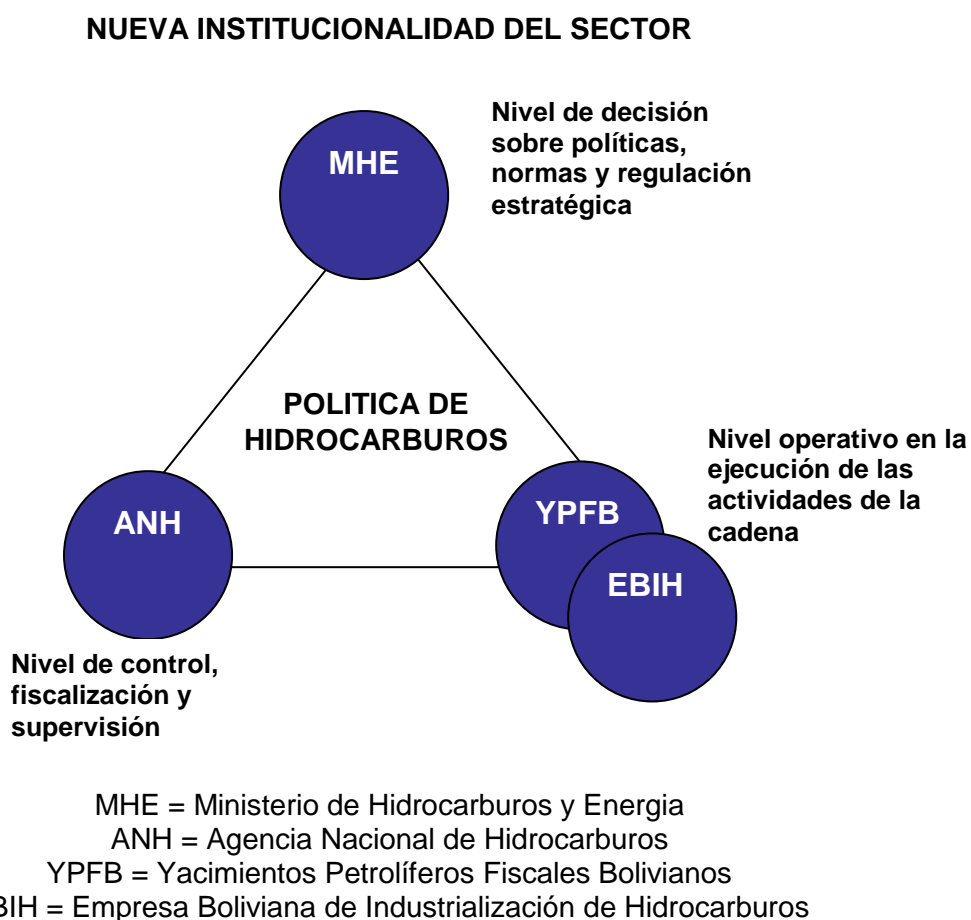 NUEVA INSTITUCIONALIDAD DEL SECTOR
MHE
Nivel de decisión
sobre políticas,
normas y regulación
estratégica
POLITICA DE
HIDROCARBUROS
ANH
YPFB
EBIH
Nivel operativo en la
ejecución de las
actividades de la
cadena
Nivel de control,
fiscalización y
supervisión
MHE = Ministerio de Hidrocarburos y Energia
ANH = Agencia Nacional de Hidrocarburos
YPFB = Yacimientos Petrolíferos Fiscales Bolivianos
BIH = Empresa Boliviana de Industrialización de Hidrocarburos